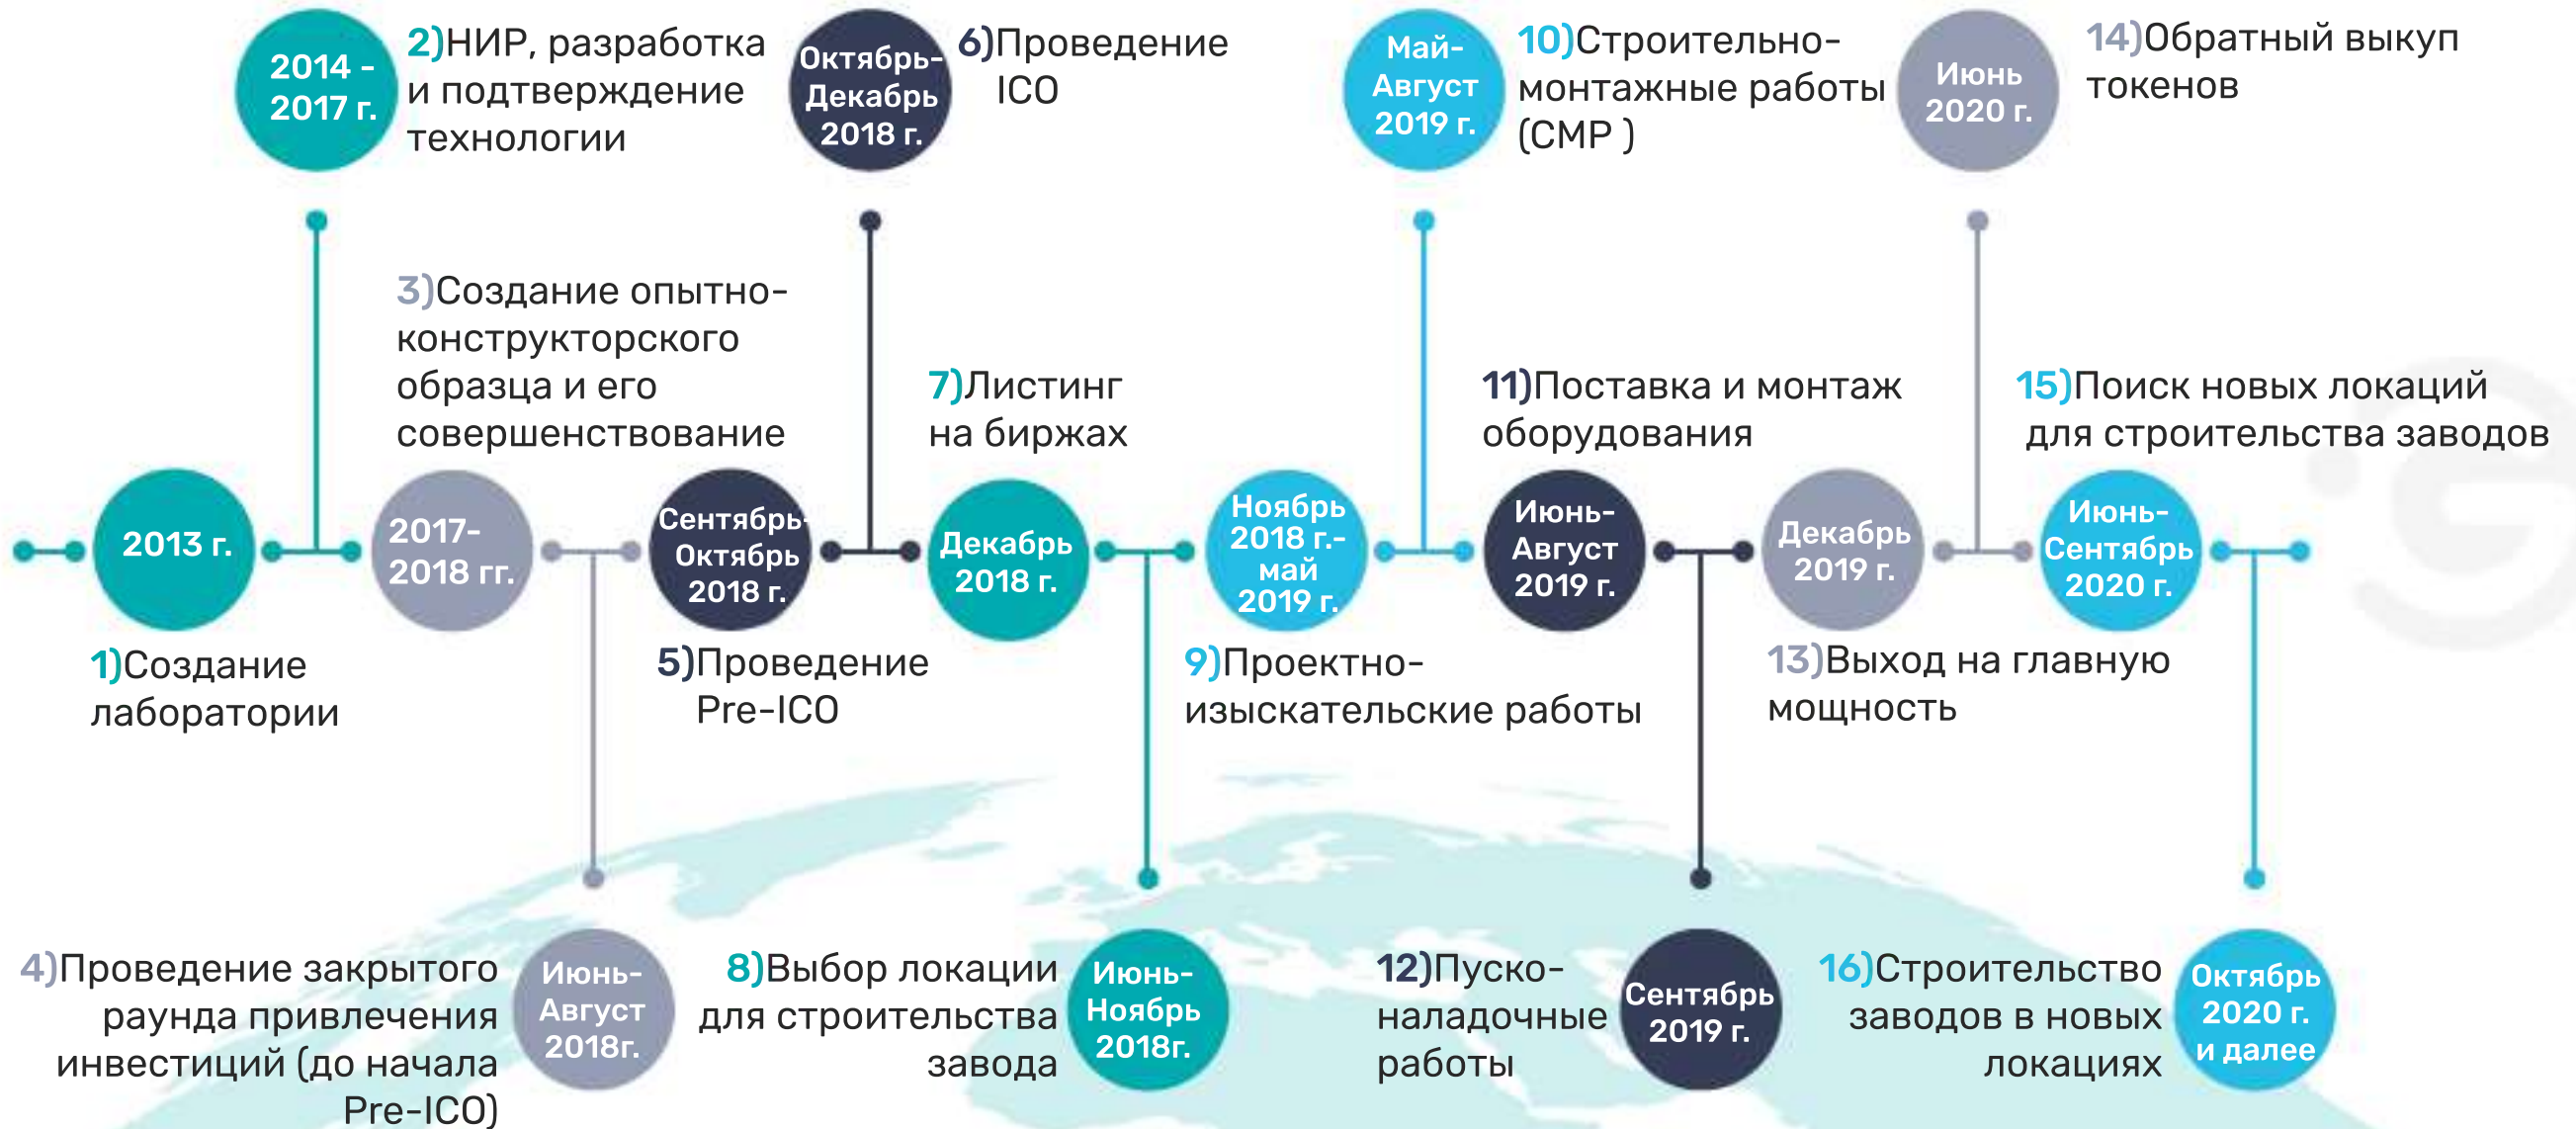 2013 г.
1)Создание
лаборатории
2014 -
2017 г.
2)НИР, разработка
и подтверждение
технологии
2017-
2018 гг.
3)Создание опытно-
конструкторского
образца и его
совершенствование
Июнь-
Август
2018г.
4)Проведение закрытого
раунда привлечения
инвестиций (до начала
Pre-ICO)
Сентябрь-
Октябрь
2018 г.
5)Проведение
Pre-ICO
Октябрь-
Декабрь
2018 г.
6)Проведение
ICO
Декабрь
2018 г.
7)Листинг
на биржах
Июнь-
Ноябрь
2018г.
8)Выбор локации
для строительства
завода
Ноябрь
2018 г.-
май
2019 г.
9)Проектно-
изыскательские работы
Май-
Август
2019 г.
10)Строительно-
монтажные работы
(СМР )
Июнь-
Август
2019 г.
11)Поставка и монтаж
оборудования
Сентябрь
2019 г.
12)Пуско-
наладочные
работы
Декабрь
2019 г.
13)Выход на главную
мощность
Июнь
2020 г.
14)Обратный выкуп
токенов
Июнь-
Сентябрь
2020 г.
15)Поиск новых локаций
для строительства заводов
Октябрь
2020 г.
и далее
16)Строительство
заводов в новых
локациях